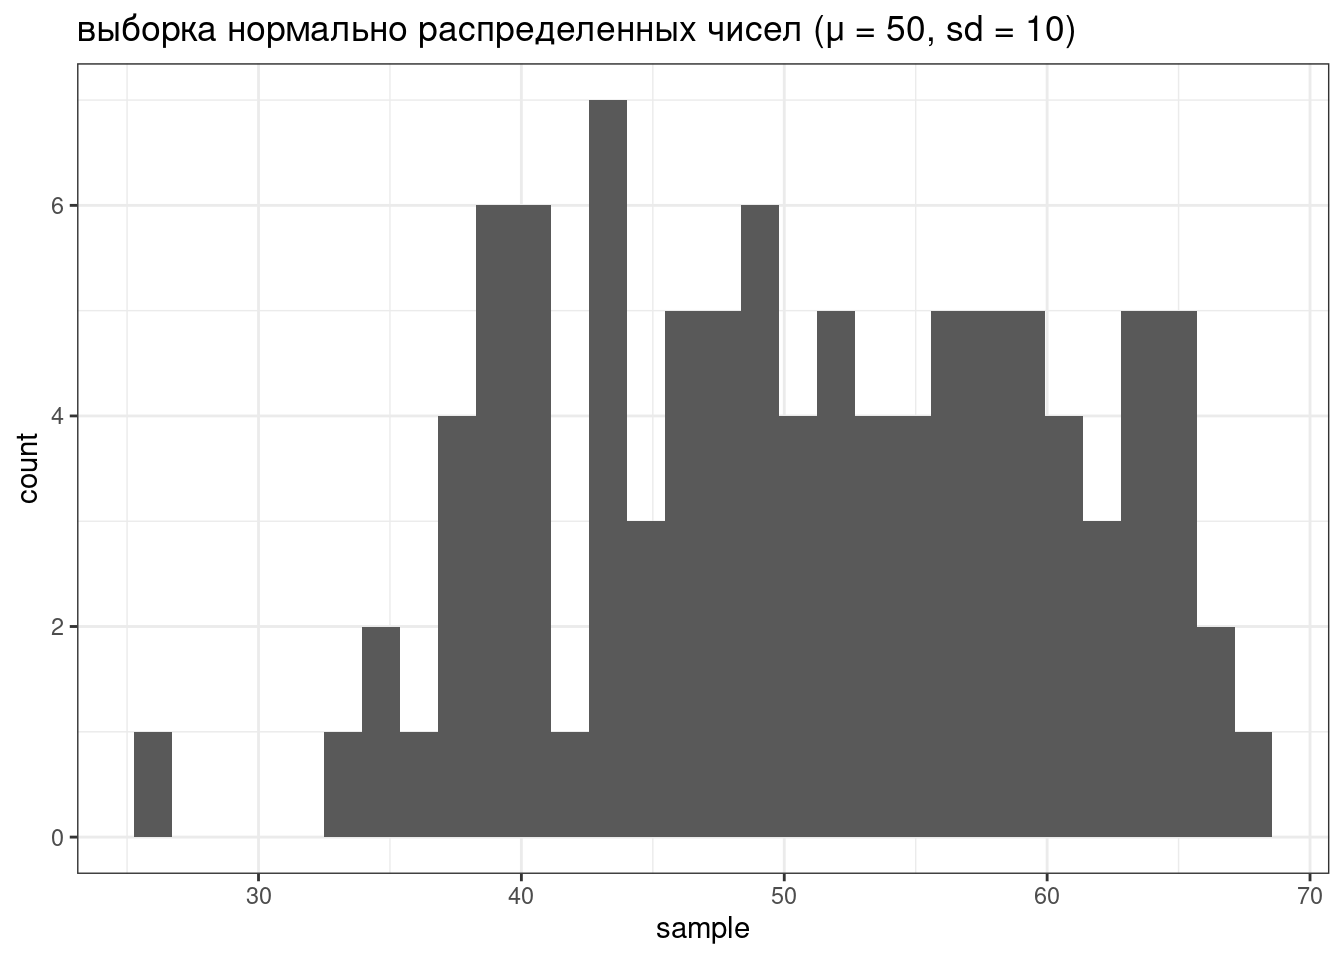 выборка нормально распределенных чисел (μ = 50, sd = 10)
6
4
2
0
count
30 40 50 60 70
sample